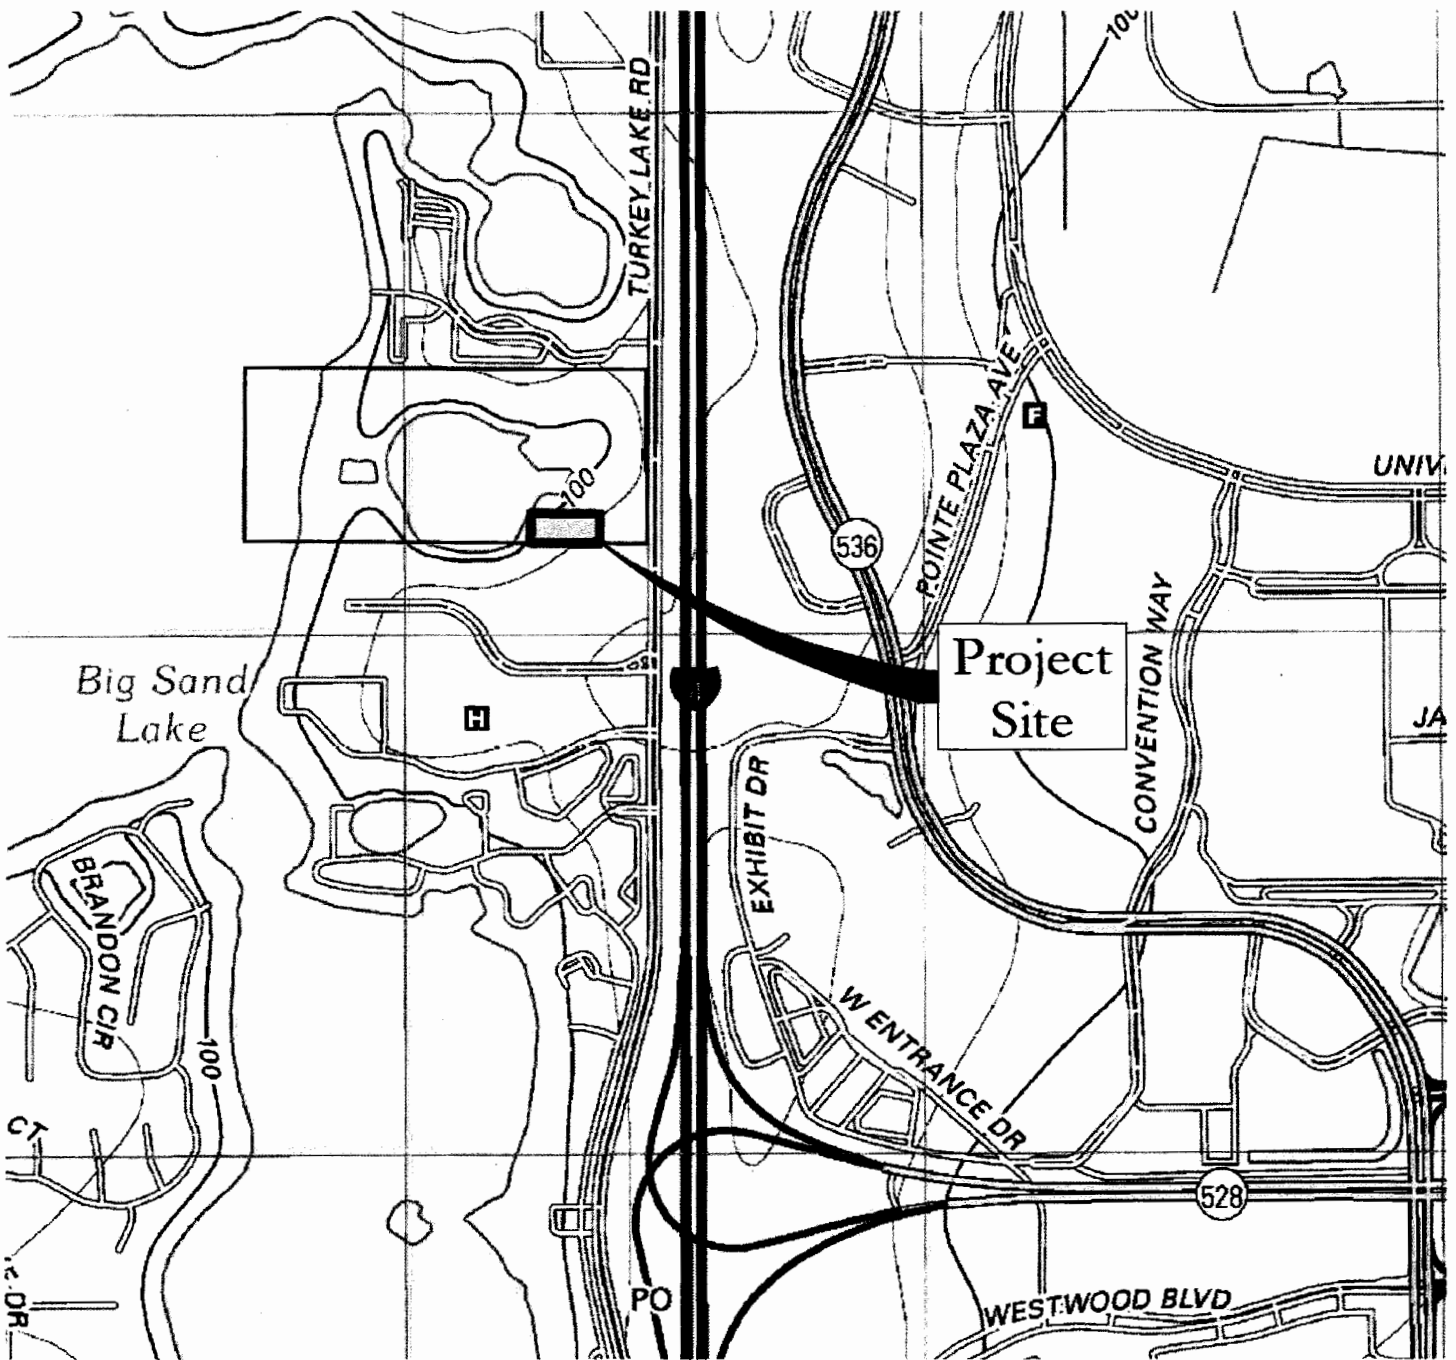 100
TURKEY LAKE RD
POINTE PLAZA AVE
F
UNIV
100
536
CONVENTION WAY
Project
Site
Big Sand
Lake
H
JA
EXHIBIT DR
BRANDON CIR
W ENTRANCE DR
100
CT
528
PO
WESTWOOD BLVD
DR